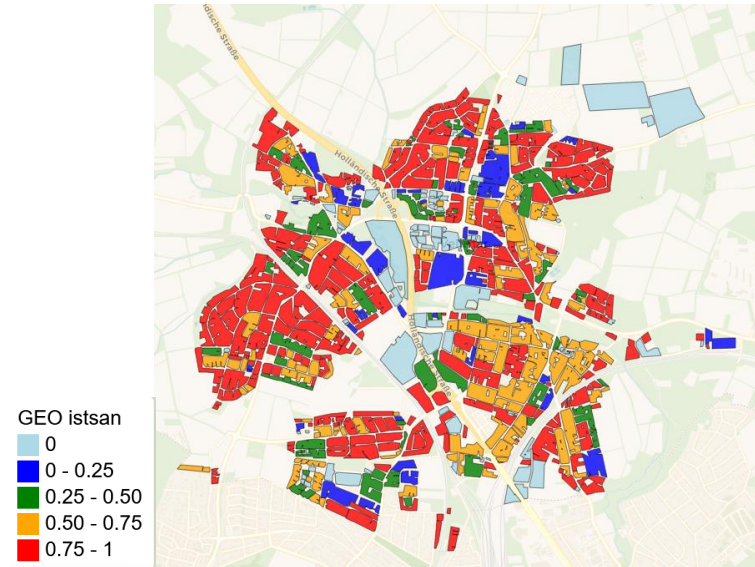 ndische Straße
Holländische Straße
Holländische Straße
GEO istsan
0
0 - 0.25
0.25 - 0.50
0.50 - 0.75
0.75 - 1